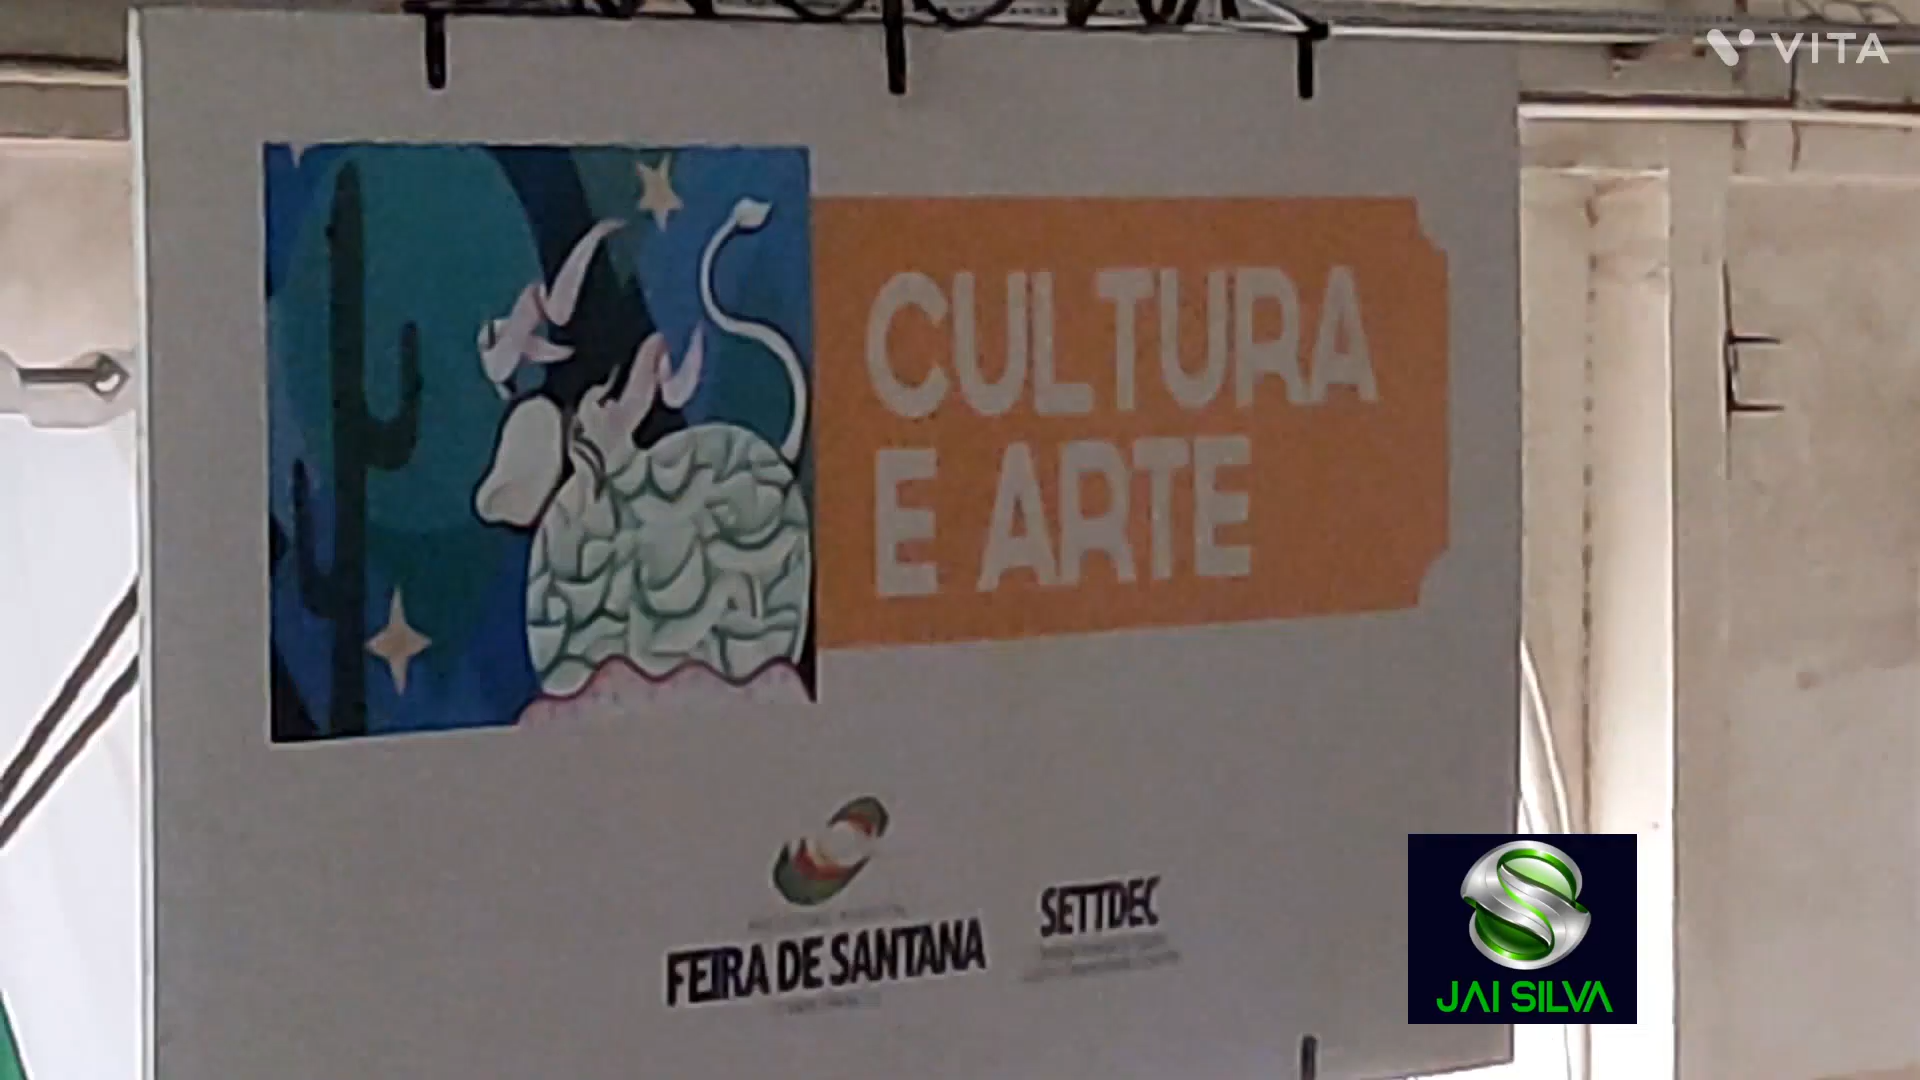 VITA
CULTURA
E ARTE
FEIRA DE SANTANA
SETTDEC
JAI SILVA